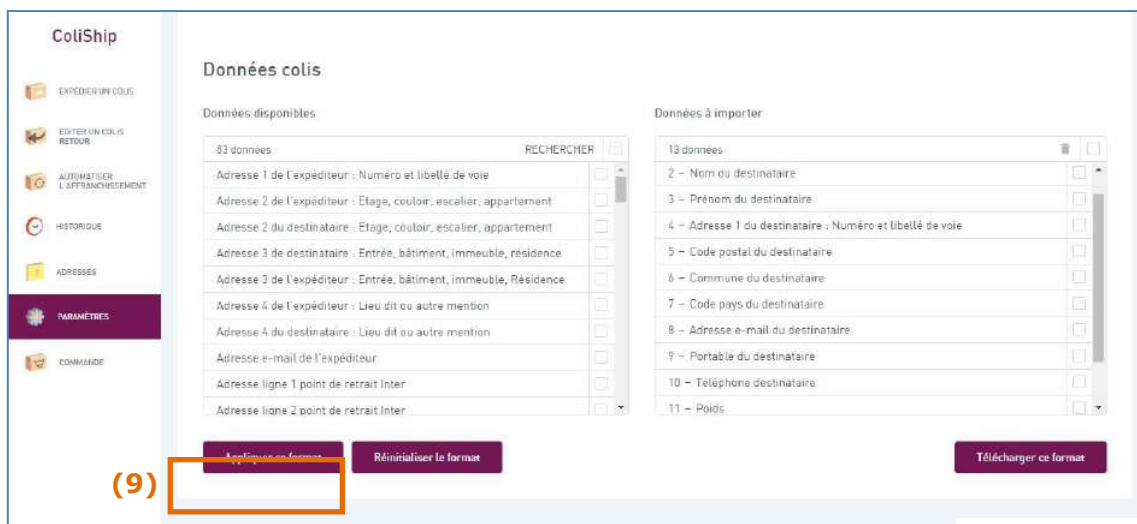 ColiShip
EXPÉDIER UN COLIS
EDITER UN COLIS
RETOUR
AUTOMATISER
L'AFFRANCHISSEMENT
HISTORIQUE
ADRESSES
PARAMÈTRES
COMMANDE
Données colis
Données disponibles
83 données RECHERCHER
Adresse 1 de l'expéditeur : Numéro et libellé de voie
Adresse 2 de l'expéditeur : Etage, couloir, escalier, appartement
Adresse 2 du destinataire : Etage, couloir, escalier, appartement
Adresse 3 de destinataire : Entrée, bâtiment, immeuble, résidence
Adresse 3 de l'expéditeur : Entrée, bâtiment, immeuble, Résidence
Adresse 4 de l'expéditeur : Lieu dit ou autre mention
Adresse 4 du destinataire : Lieu dit ou autre mention
Adresse e-mail de l'expéditeur
Adresse ligne 1 point de retrait Inter
Adresse ligne 2 point de retrait Inter
Données à importer
13 données
2 – Nom du destinataire
3 – Prénom du destinataire
4 – Adresse 1 du destinataire : Numéro et libellé de voie
5 – Code postal du destinataire
6 – Commune du destinataire
7 – Code pays du destinataire
8 – Adresse e-mail du destinataire
9 – Portable du destinataire
10 – Téléphone destinataire
11 – Poids
Appliquer ce format
Réinitialiser le format
Télécharger ce format
(9)